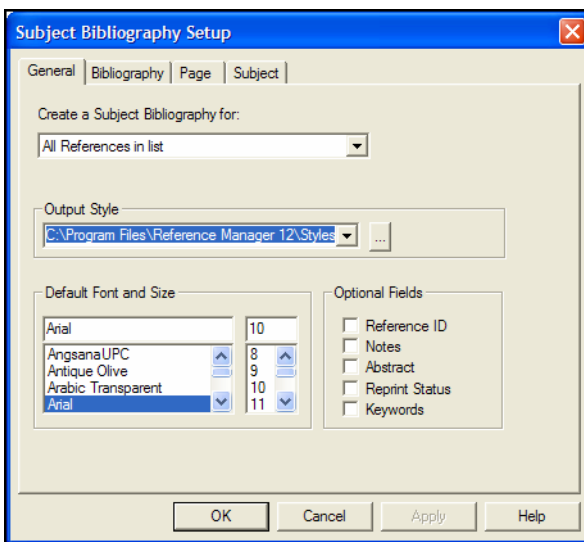 Subject Bibliography Setup
General Bibliography Page Subject
Create a Subject Bibliography for:
All References in list
Output Style
C:\Program Files\Reference Manager 12\Styles
...
Default Font and Size
Arial 10
AngsanaUPC 8
Antique Olive 9
Arabic Transparent 10
Arial 11
Optional Fields
Reference ID
Notes
Abstract
Reprint Status
Keywords
OK Cancel Apply Help